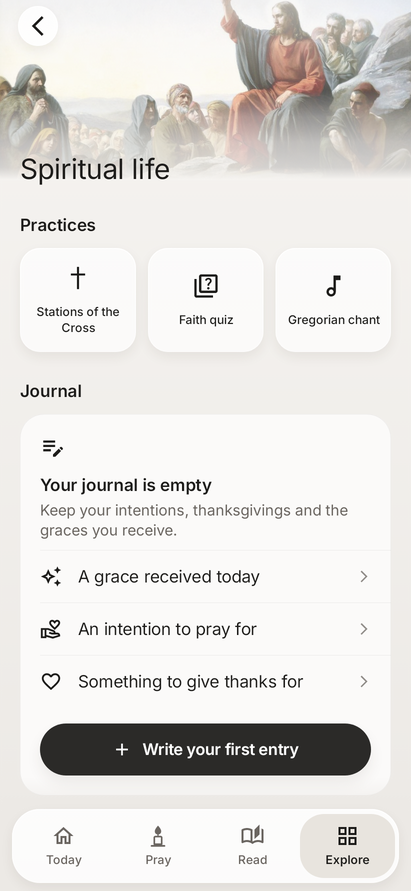 Spiritual life
Practices
Stations of the
Cross
Faith quiz
Gregorian chant
Journal
Your journal is empty
Keep your intentions, thanksgivings and the
graces you receive.
A grace received today
An intention to pray for
Something to give thanks for
Write your first entry
Today
Pray
Read
Explore